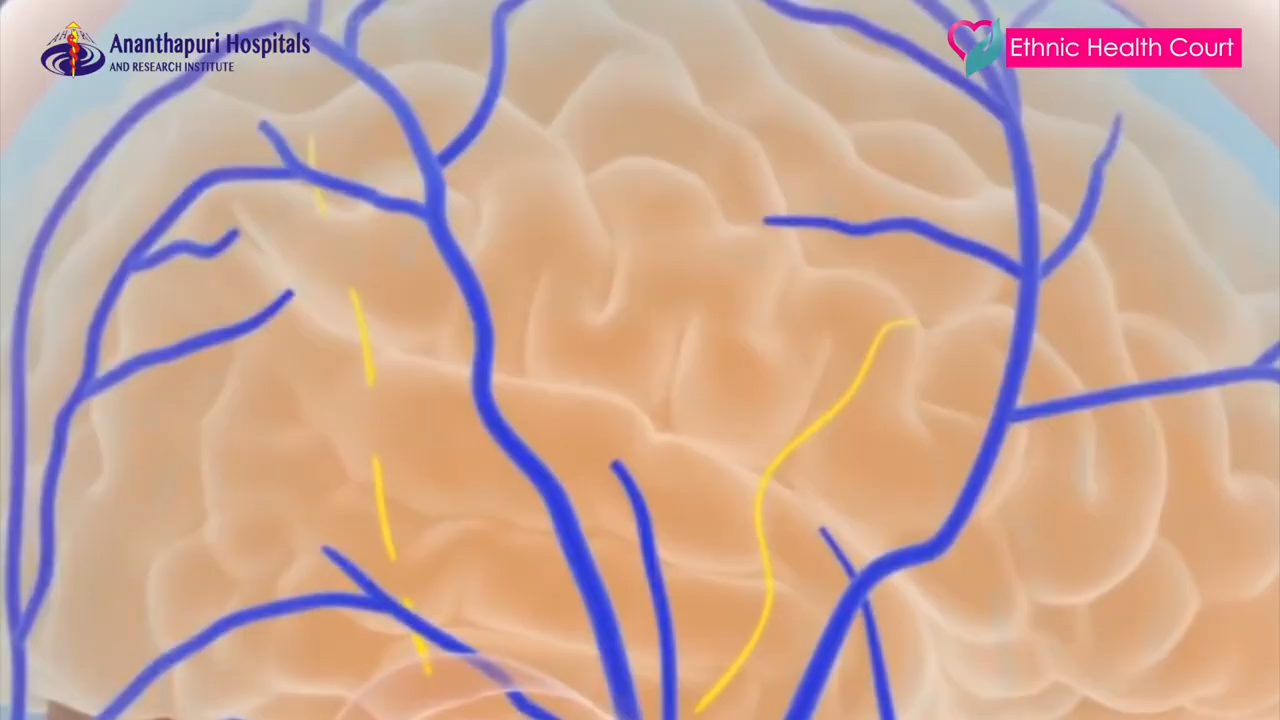 Ananthapuri Hospitals
AND RESEARCH INSTITUTE
Ethnic Health Court